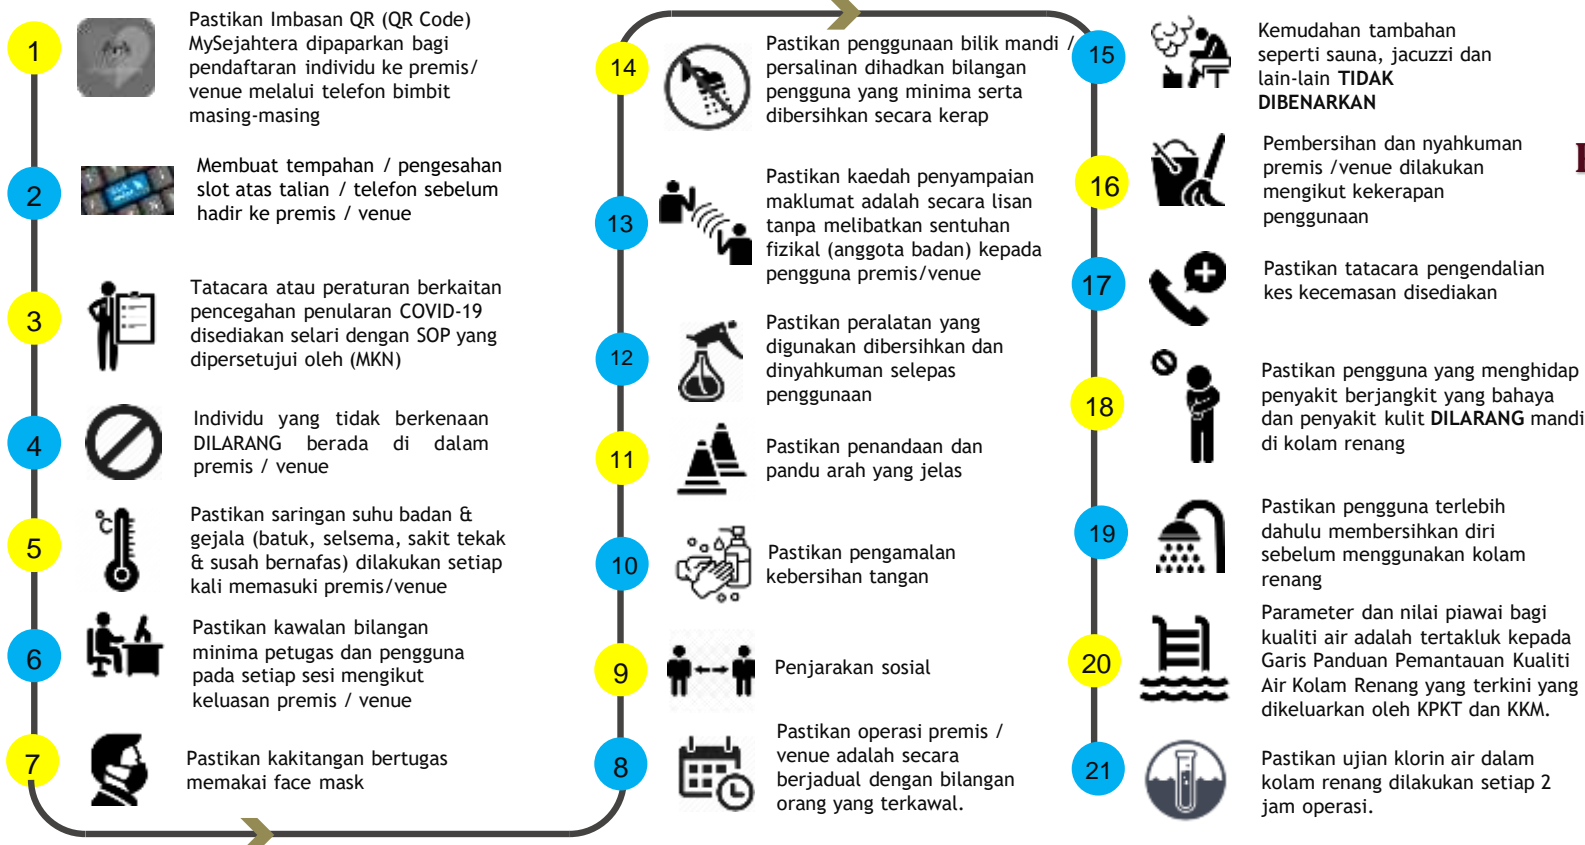 1
Pastikan Imbasan QR (QR Code)
MySejahtera dipaparkan bagi
pendaftaran individu ke premis/
venue melalui telefon bimbit
masing-masing
2
Membuat tempahan / pengesahan
slot atas talian / telefon sebelum
hadir ke premis / venue
3
Tatacara atau peraturan berkaitan
pencegahan penularan COVID-19
disediakan selari dengan SOP yang
dipersetujui oleh (MKN)
4
Individu yang tidak berkenaan
DILARANG berada di dalam
premis / venue
5
°C
Pastikan saringan suhu badan &
gejala (batuk, selsema, sakit tekak
& susah bernafas) dilakukan setiap
kali memasuki premis/venue
6
Pastikan kawalan bilangan
minima petugas dan pengguna
pada setiap sesi mengikut
keluasan premis / venue
7
Pastikan kakitangan bertugas
memakai face mask
8
Pastikan operasi premis /
venue adalah secara
berjadual dengan bilangan
orang yang terkawal.
9
Penjarakan sosial
10
Pastikan pengamalan
kebersihan tangan
11
Pastikan penandaan dan
pandu arah yang jelas
12
Pastikan peralatan yang
digunakan dibersihkan dan
dinyahkuman selepas
penggunaan
13
Pastikan kaedah penyampaian
maklumat adalah secara lisan
tanpa melibatkan sentuhan
fizikal (anggota badan) kepada
pengguna premis/venue
14
Pastikan penggunaan bilik mandi /
persalinan dihadkan bilangan
pengguna yang minima serta
dibersihkan secara kerap
15
Kemudahan tambahan
seperti sauna, jacuzzi dan
lain-lain TIDAK
DIBENARKAN
16
Pembersihan dan nyahkuman
premis /venue dilakukan
mengikut kekerapan
penggunaan
17
Pastikan tatacara pengendalian
kes kecemasan disediakan
18
Pastikan pengguna yang menghidap
penyakit berjangkit yang bahaya
dan penyakit kulit DILARANG mandi
di kolam renang
19
Pastikan pengguna terlebih
dahulu membersihkan diri
sebelum menggunakan kolam
renang
20
Parameter dan nilai piawai bagi
kualiti air adalah tertakluk kepada
Garis Panduan Pemantauan Kualiti
Air Kolam Renang yang terkini yang
dikeluarkan oleh KPKT dan KKM.
21
Pastikan ujian klorin air dalam
kolam renang dilakukan setiap 2
jam operasi.